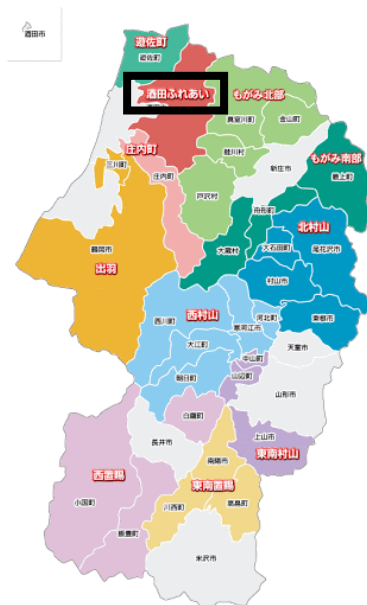 酒田市
遊佐町
遊佐町
酒田ふれあい
もがみ北部
真室川町
金山町
庄内町
鮭川村
もがみ南部
三川町
庄内町
新庄市
最上町
戸沢村
舟形町
北村山
鶴岡市
大蔵村
大石田町
尾花沢市
出羽
村山市
西村山
西川町
河北町
東根市
寒河江市
大江町
天童市
中山町
朝日町
山辺町
山形市
白鷹町
上山市
長井市
東南村山
南陽市
西置賜
東南置賜
小国町
川西町
高畠町
飯豊町
米沢市